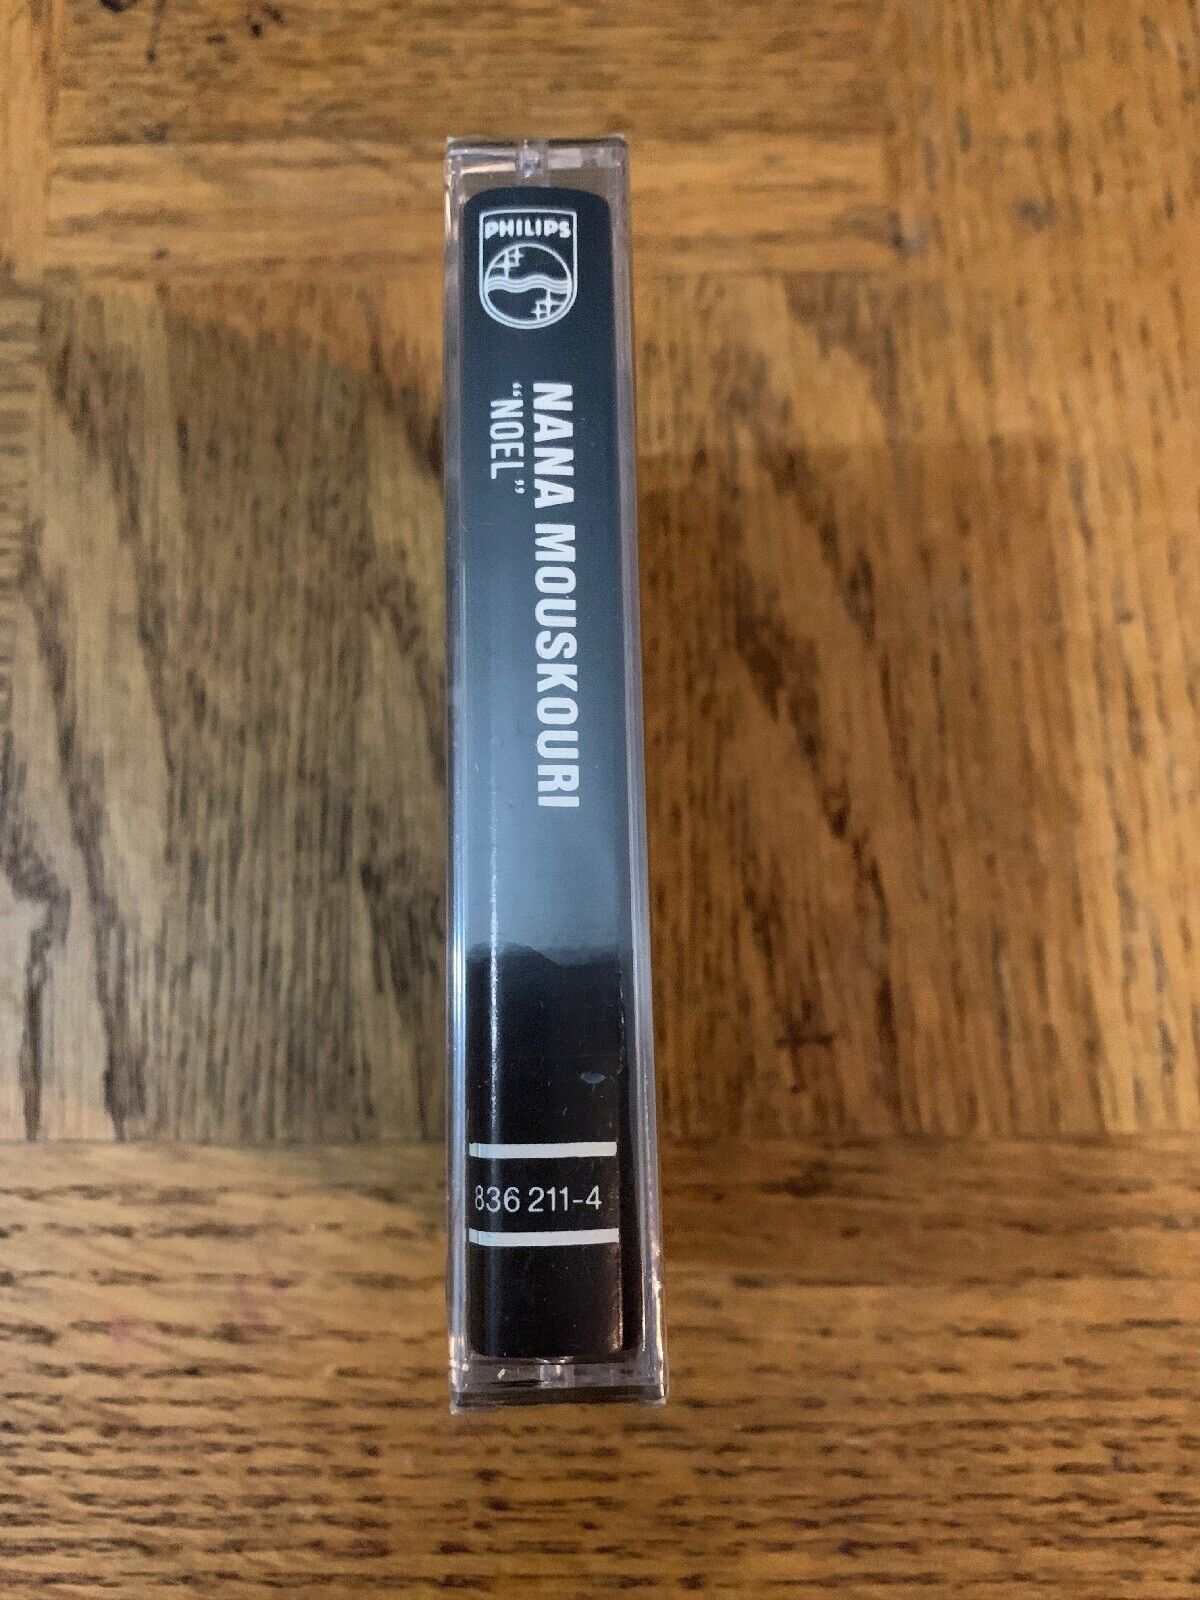 PHILIPS
NANA MOUSKOURI
“NOEL”
836 211-4